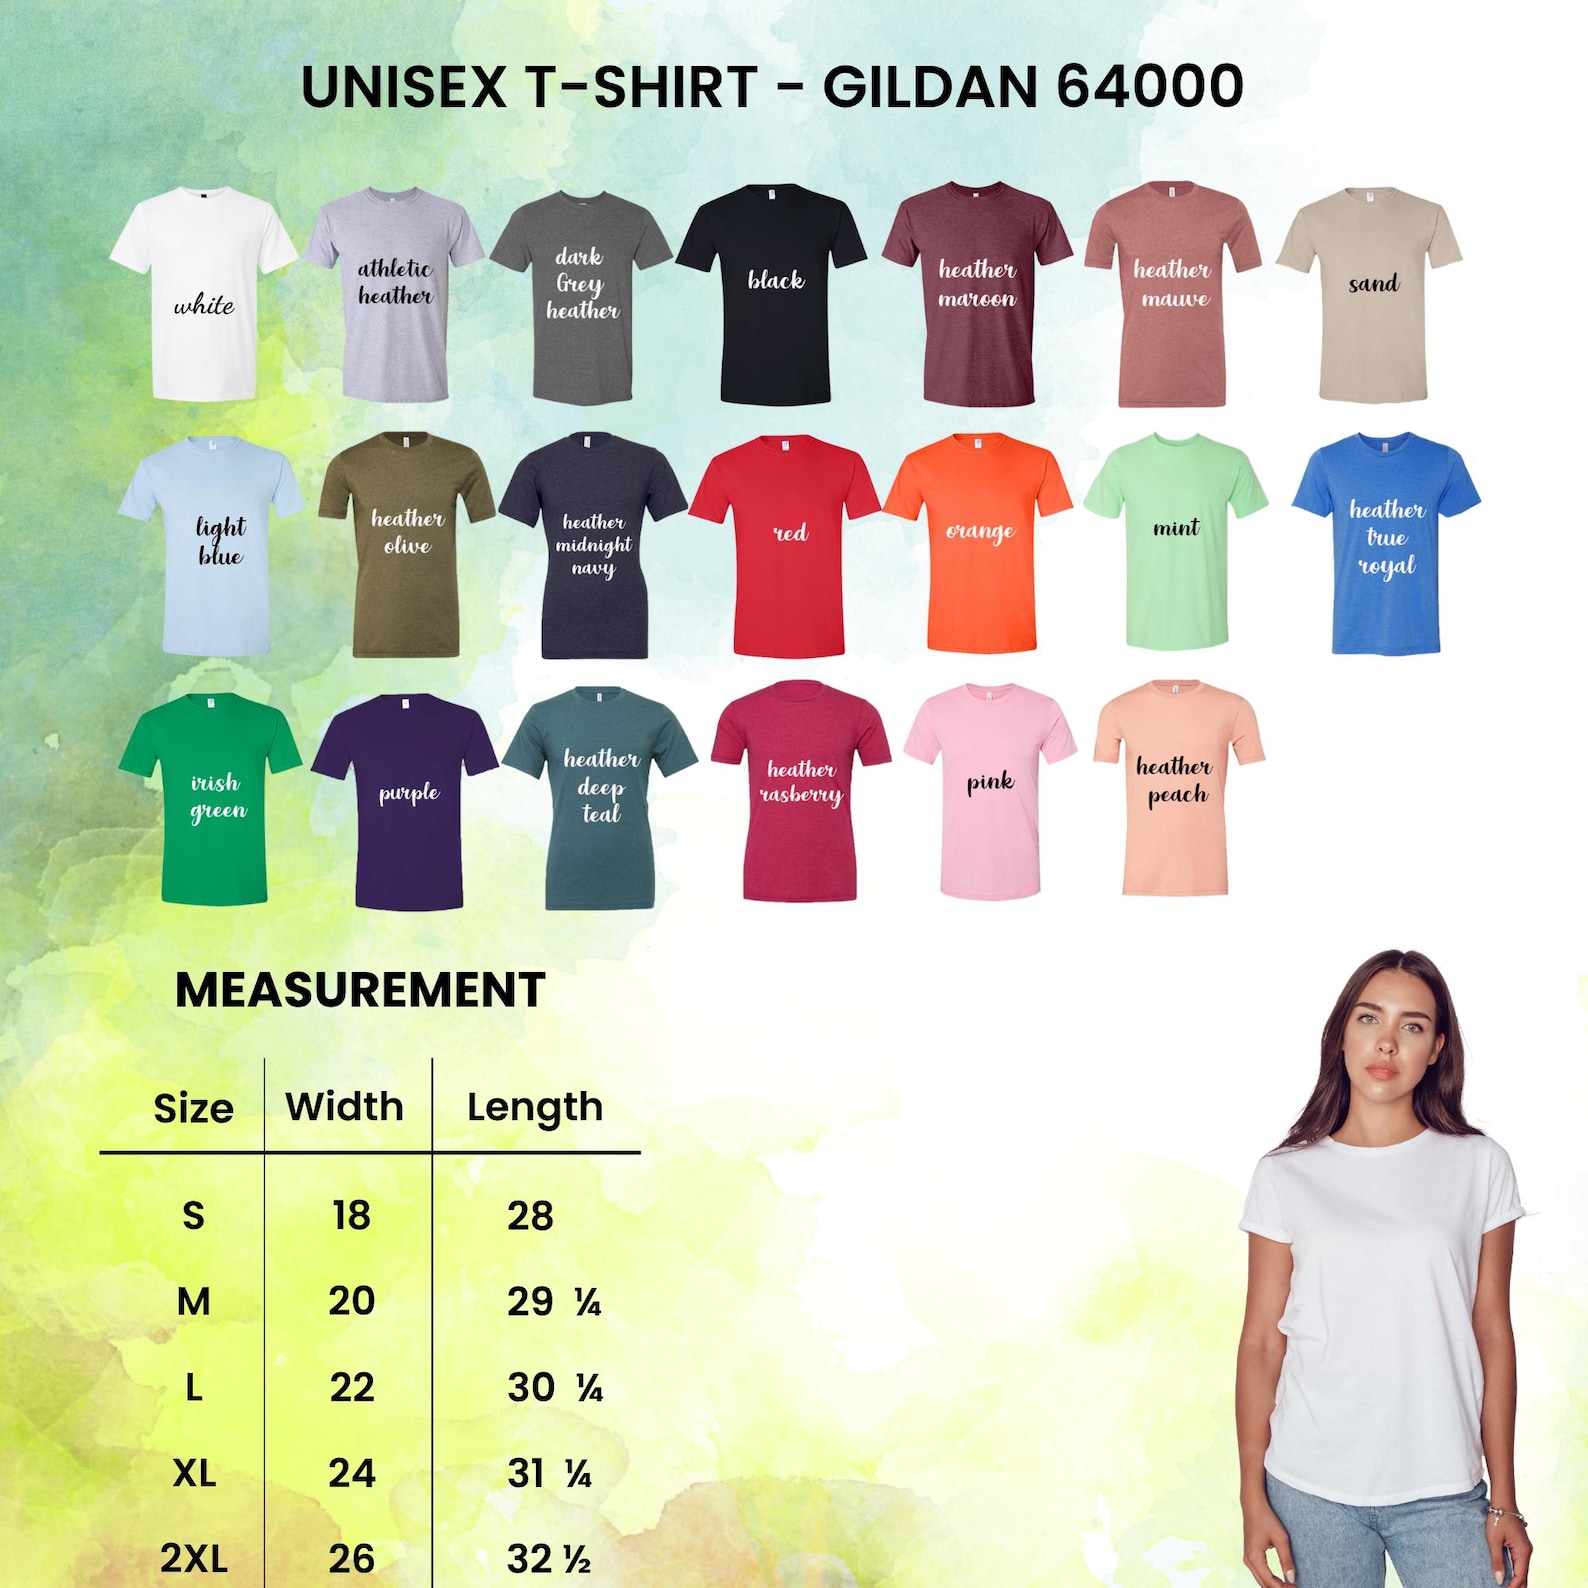 UNISEX T-SHIRT - GILDAN 64000
white
athletic
heather
dark
Grey
heather
black
heather
maroon
heather
mauve
sand
light
blue
heather
olive
heather
midnight
navy
red
orange
mint
heather
true
royal
irish
green
purple
heather
deep
teal
heather
rasberry
pink
heather
peach
MEASUREMENT
Size Width Length
S 18 28
M 20 29 ¼
L 22 30 ¼
XL 24 31 ¼
2XL 26 32 ½